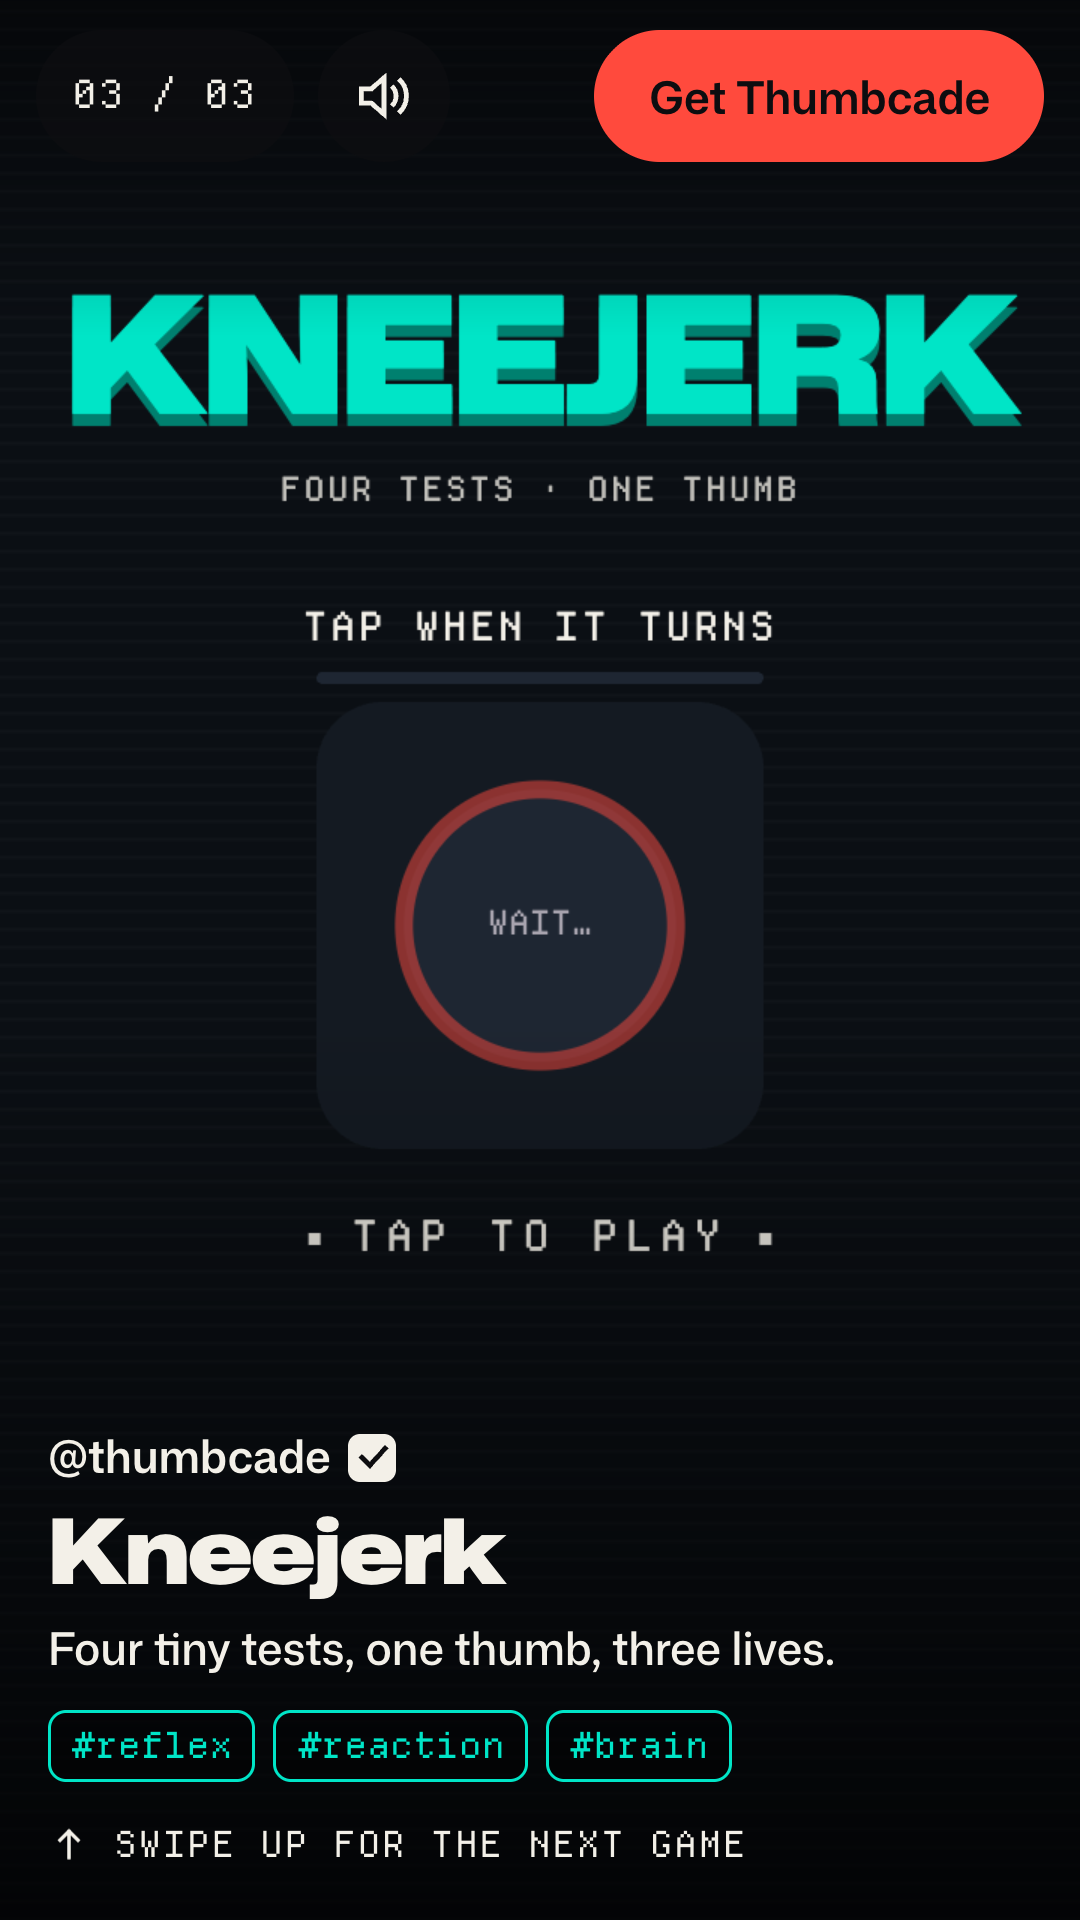 03 / 03
Get Thumbcade
KNEEJERK
FOUR TESTS · ONE THUMB
TAP WHEN IT TURNS
WAIT…
▪ TAP TO PLAY ▪
@thumbcade
Kneejerk
Four tiny tests, one thumb, three lives.
#reflex #reaction #brain
↑ SWIPE UP FOR THE NEXT GAME